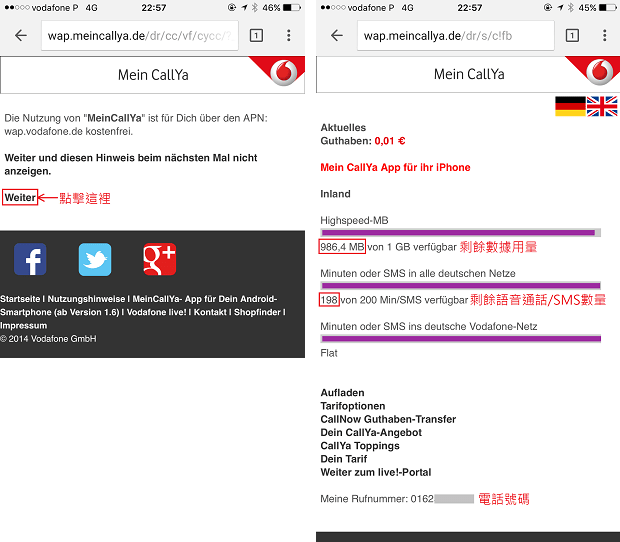 vodafone P 4G 22:57 46%
wap.meincallya.de/dr/cc/vf/cycc/? 1
Mein CallYa
Die Nutzung von "MeinCallYa" ist für Dich über den APN:
wap.vodafone.de kostenfrei.
Weiter und diesen Hinweis beim nächsten Mal nicht
anzeigen.
Weiter 點擊這裡
Startseite I Nutzungshinweise I MeinCallYa- App für Dein Android-
Smartphone (ab Version 1.6) I Vodafone live! I Kontakt I Shopfinder I
Impressum
© 2014 Vodafone GmbH
vodafone P 4G 22:57 45%
wap.meincallya.de/dr/s/c!fb 1
Mein CallYa
Aktuelles
Guthaben: 0,01 €
Mein CallYa App für ihr iPhone
Inland
Highspeed-MB
986,4 MB von 1 GB verfügbar 剩餘數據用量
Minuten oder SMS in alle deutschen Netze
198 von 200 Min/SMS verfügbar 剩餘語音通話/SMS數量
Minuten oder SMS ins deutsche Vodafone-Netz
Flat
Aufladen
Tarifoptionen
CallNow Guthaben-Transfer
Dein CallYa-Angebot
CallYa Toppings
Dein Tarif
Weiter zum live!-Portal
Meine Rufnummer: 0162 電話號碼